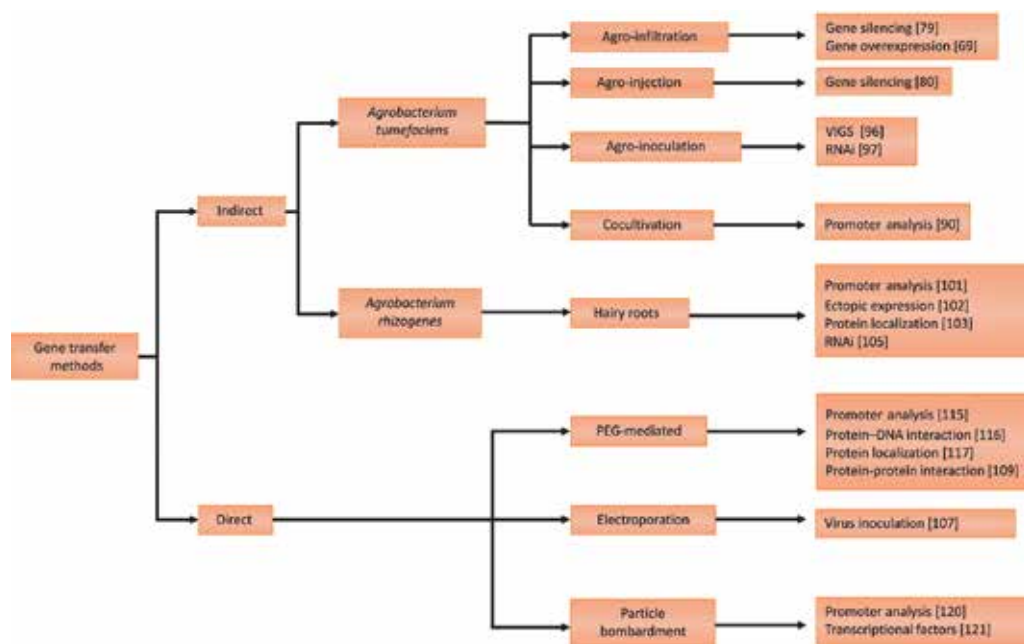 Agro-infiltration
Gene silencing [79]
Gene overexpression [69]
Agro-injection
Gene silencing [80]
Agrobacterium
tumefaciens
Agro-inoculation
VIGS [96]
RNAi [97]
Indirect
Cocultivation
Promoter analysis [90]
Agrobacterium
rhizogenes
Hairy roots
Promoter analysis [101]
Ectopic expression [102]
Protein localization [103]
RNAi [105]
Gene transfer
methods
PEG-mediated
Promoter analysis [115]
Protein–DNA interaction [116]
Protein localization [117]
Protein-protein interaction [109]
Direct
Electroporation
Virus inoculation [107]
Particle
bombardment
Promoter analysis [120]
Transcriptional factors [121]